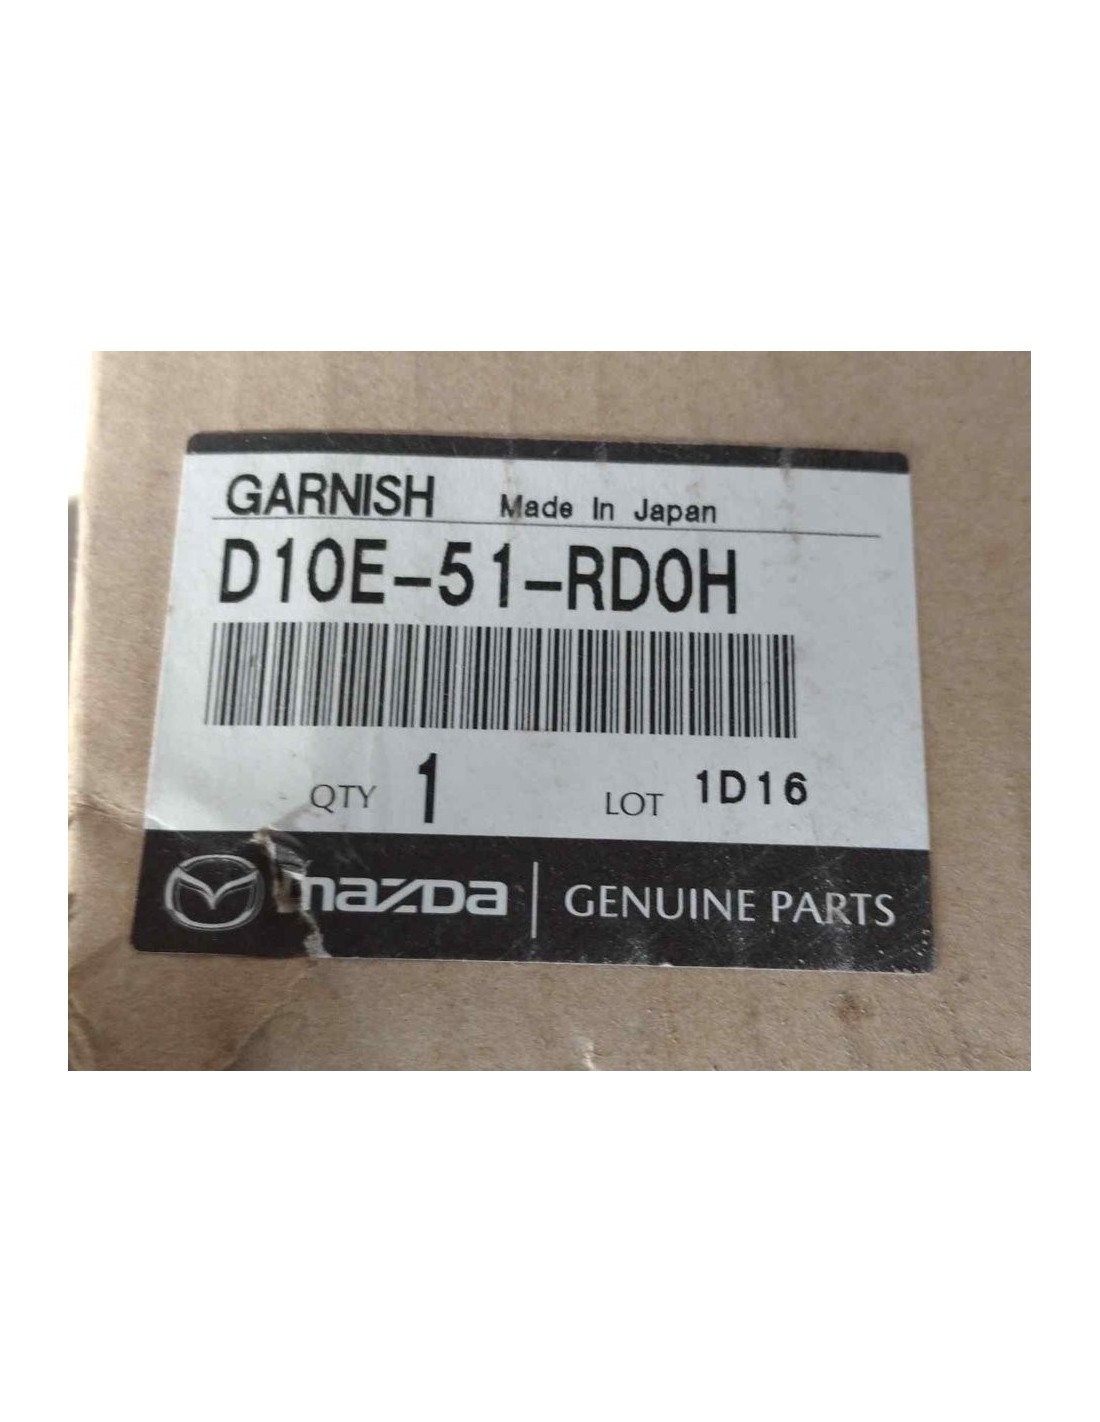 GARNISH Made In Japan
D10E-51-RD0H
QTY 1 LOT 1D16
mazda GENUINE PARTS